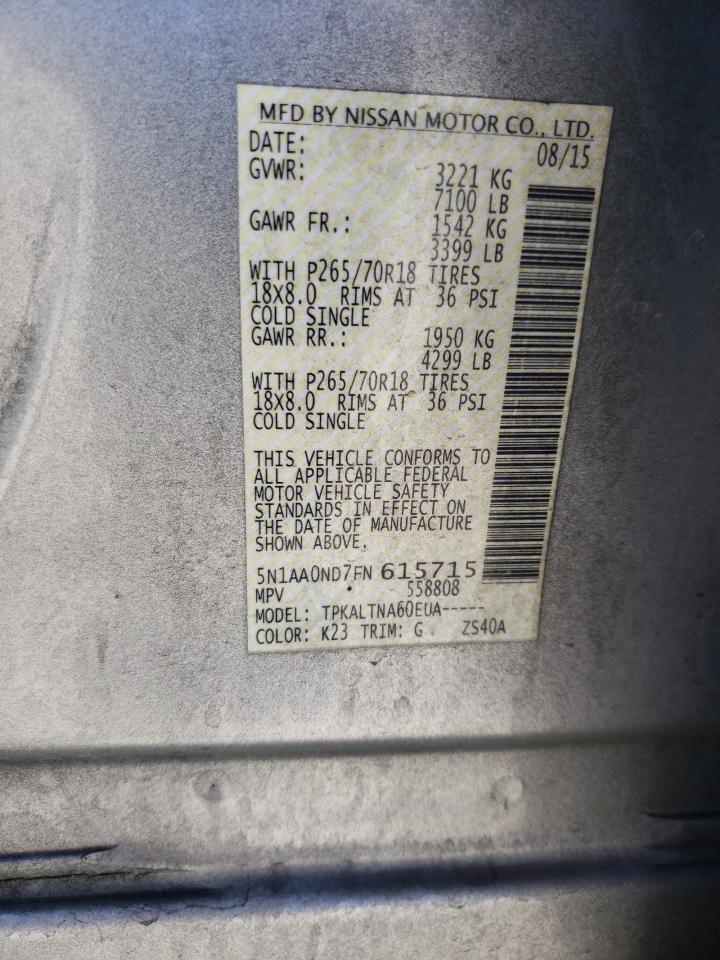 MFD BY NISSAN MOTOR CO., LTD.
DATE: 08/15
GVWR: 3221 KG
7100 LB
GAWR FR.: 1542 KG
3399 LB
WITH P265/70R18 TIRES
18X8.0 RIMS AT 36 PSI
COLD SINGLE
GAWR RR.: 1950 KG
4299 LB
WITH P265/70R18 TIRES
18X8.0 RIMS AT 36 PSI
COLD SINGLE
THIS VEHICLE CONFORMS TO
ALL APPLICABLE FEDERAL
MOTOR VEHICLE SAFETY
STANDARDS IN EFFECT ON
THE DATE OF MANUFACTURE
SHOWN ABOVE.
5N1AA0ND7FN 615715
MPV 558808
MODEL: TPKALTNA60EUA-----
COLOR: K23 TRIM: G ZS40A